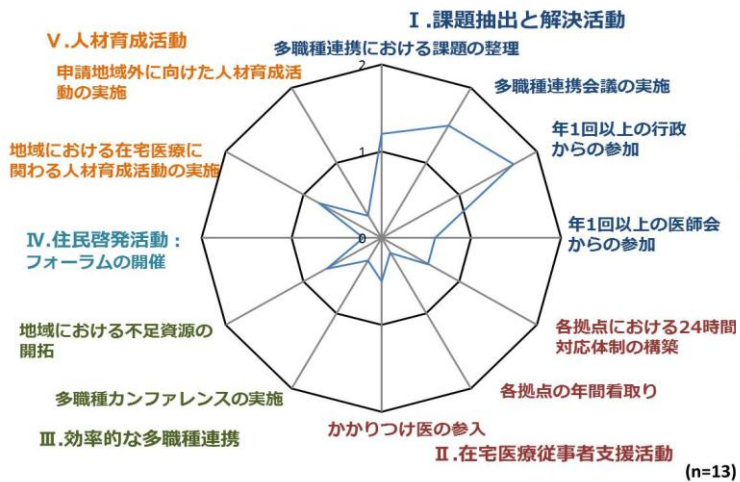 Ⅰ.課題抽出と解決活動
多職種連携における課題の整理
多職種連携会議の実施
年1回以上の行政
からの参加
年1回以上の医師会
からの参加
各拠点における24時間
対応体制の構築
各拠点の年間看取り
かかりつけ医の参入
Ⅱ.在宅医療従事者支援活動
(n=13)
Ⅲ.効率的な多職種連携
多職種カンファレンスの実施
地域における不足資源の
開拓
Ⅳ.住民啓発活動：
フォーラムの開催
地域における在宅医療に
関わる人材育成活動の実施
申請地域外に向けた人材育成活
動の実施
Ⅴ.人材育成活動
2
1
0